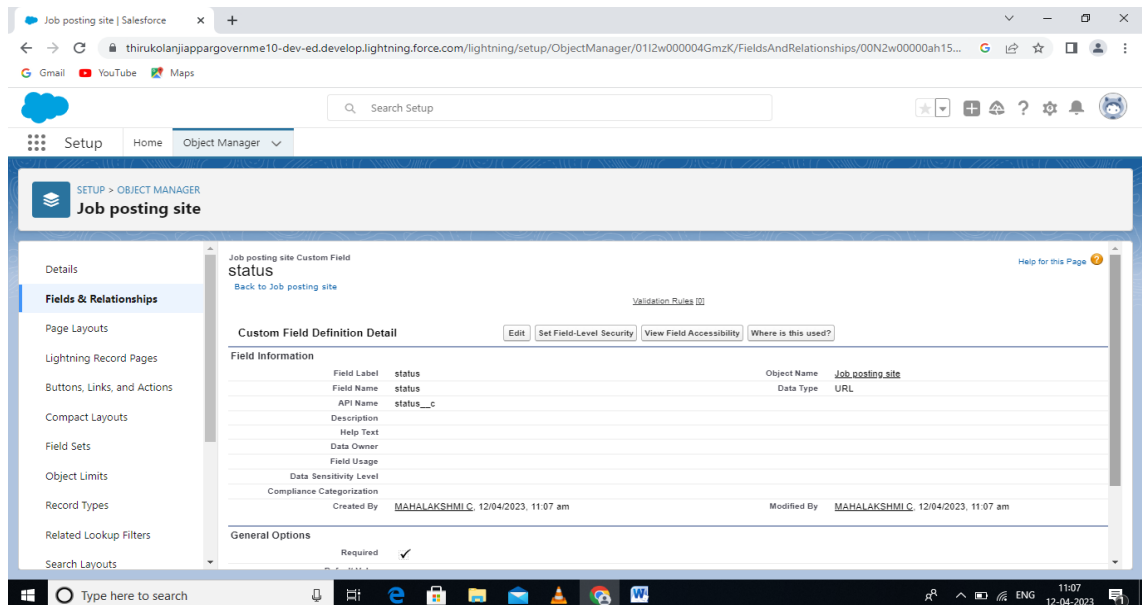 Job posting site | Salesforce
thirukolanjiappargovernme10-dev-ed.develop.lightning.force.com/lightning/setup/ObjectManager/01I2w000004GmzK/FieldsAndRelationships/00N2w00000ah15...
Gmail YouTube Maps
Search Setup
Setup Home Object Manager
SETUP > OBJECT MANAGER
Job posting site
Details
Fields & Relationships
Page Layouts
Lightning Record Pages
Buttons, Links, and Actions
Compact Layouts
Field Sets
Object Limits
Record Types
Related Lookup Filters
Search Layouts
Job posting site Custom Field
status
Back to Job posting site
Help for this Page
Validation Rules [0]
Custom Field Definition Detail Edit Set Field-Level Security View Field Accessibility Where is this used?
Field Information
Field Label status Object Name Job posting site
Field Name status Data Type URL
API Name status__c
Description
Help Text
Data Owner
Field Usage
Data Sensitivity Level
Compliance Categorization
Created By MAHALAKSHMI C, 12/04/2023, 11:07 am Modified By MAHALAKSHMI C, 12/04/2023, 11:07 am
General Options
Required
Type here to search
ENG
11:07
12-04-2023